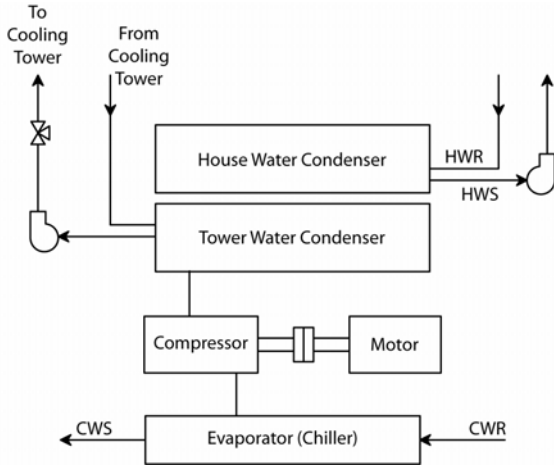 To
Cooling
Tower
From
Cooling
Tower
House Water Condenser
HWR
HWS
Tower Water Condenser
Compressor
Motor
CWS
Evaporator (Chiller)
CWR